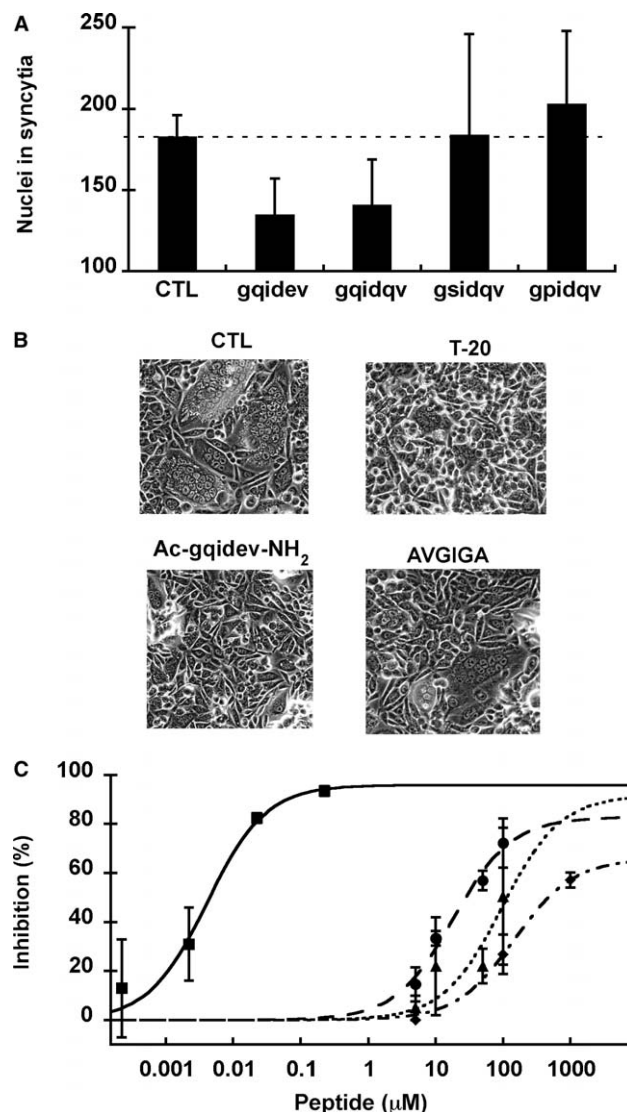 A
250
200
150
100
Nuclei in syncytia
CTL gqidev gqidqv gsidqv gpidqv
B
CTL
T-20
Ac-gqidev-NH2
AVGIGA
C
100
80
60
40
20
0
Inhibition (%)
0.001 0.01 0.1 1 10 100 1000
Peptide (μM)